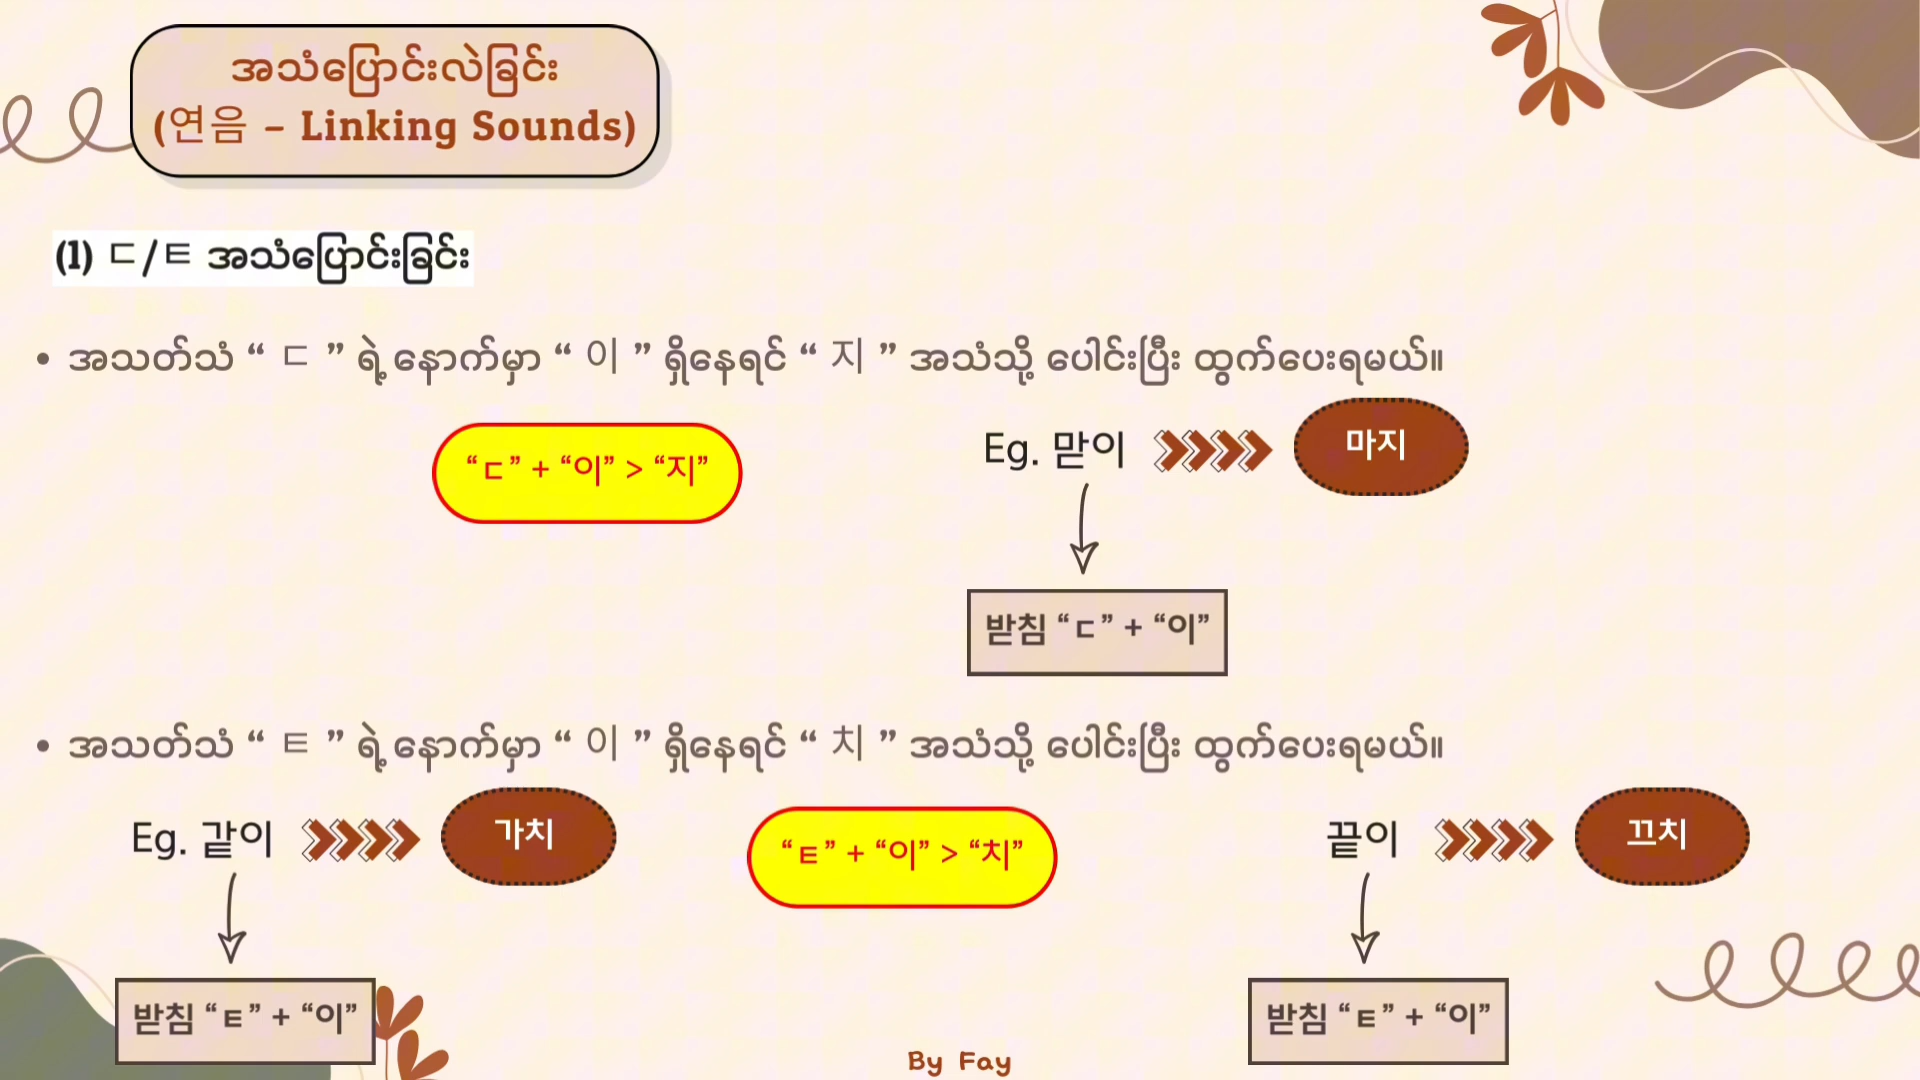 အသံပြောင်းလဲခြင်း
(연음 – Linking Sounds)
(1) ㄷ/ㅌ အသံပြောင်းခြင်း
• အသတ်သံ “ ㄷ ” ရဲ့ နောက်မှာ “ 이 ” ရှိနေရင် “ 지 ” အသံသို့ ပေါင်းပြီး ထွက်ပေးရမယ်။
“ㄷ” + “이” > “지”
Eg. 맏이
마지
받침 “ㄷ” + “이”
• အသတ်သံ “ ㅌ ” ရဲ့ နောက်မှာ “ 이 ” ရှိနေရင် “ 치 ” အသံသို့ ပေါင်းပြီး ထွက်ပေးရမယ်။
Eg. 같이
가치
“ㅌ” + “이” > “치”
끝이
끄치
받침 “ㅌ” + “이”
받침 “ㅌ” + “이”
By Fay